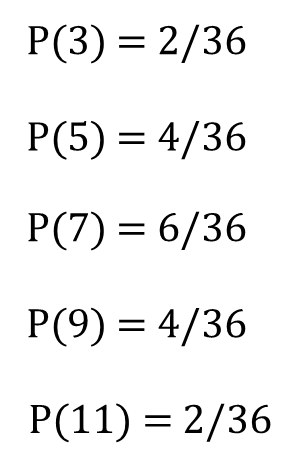 P(3) = 2/36
P(5) = 4/36
P(7) = 6/36
P(9) = 4/36
P(11) = 2/36